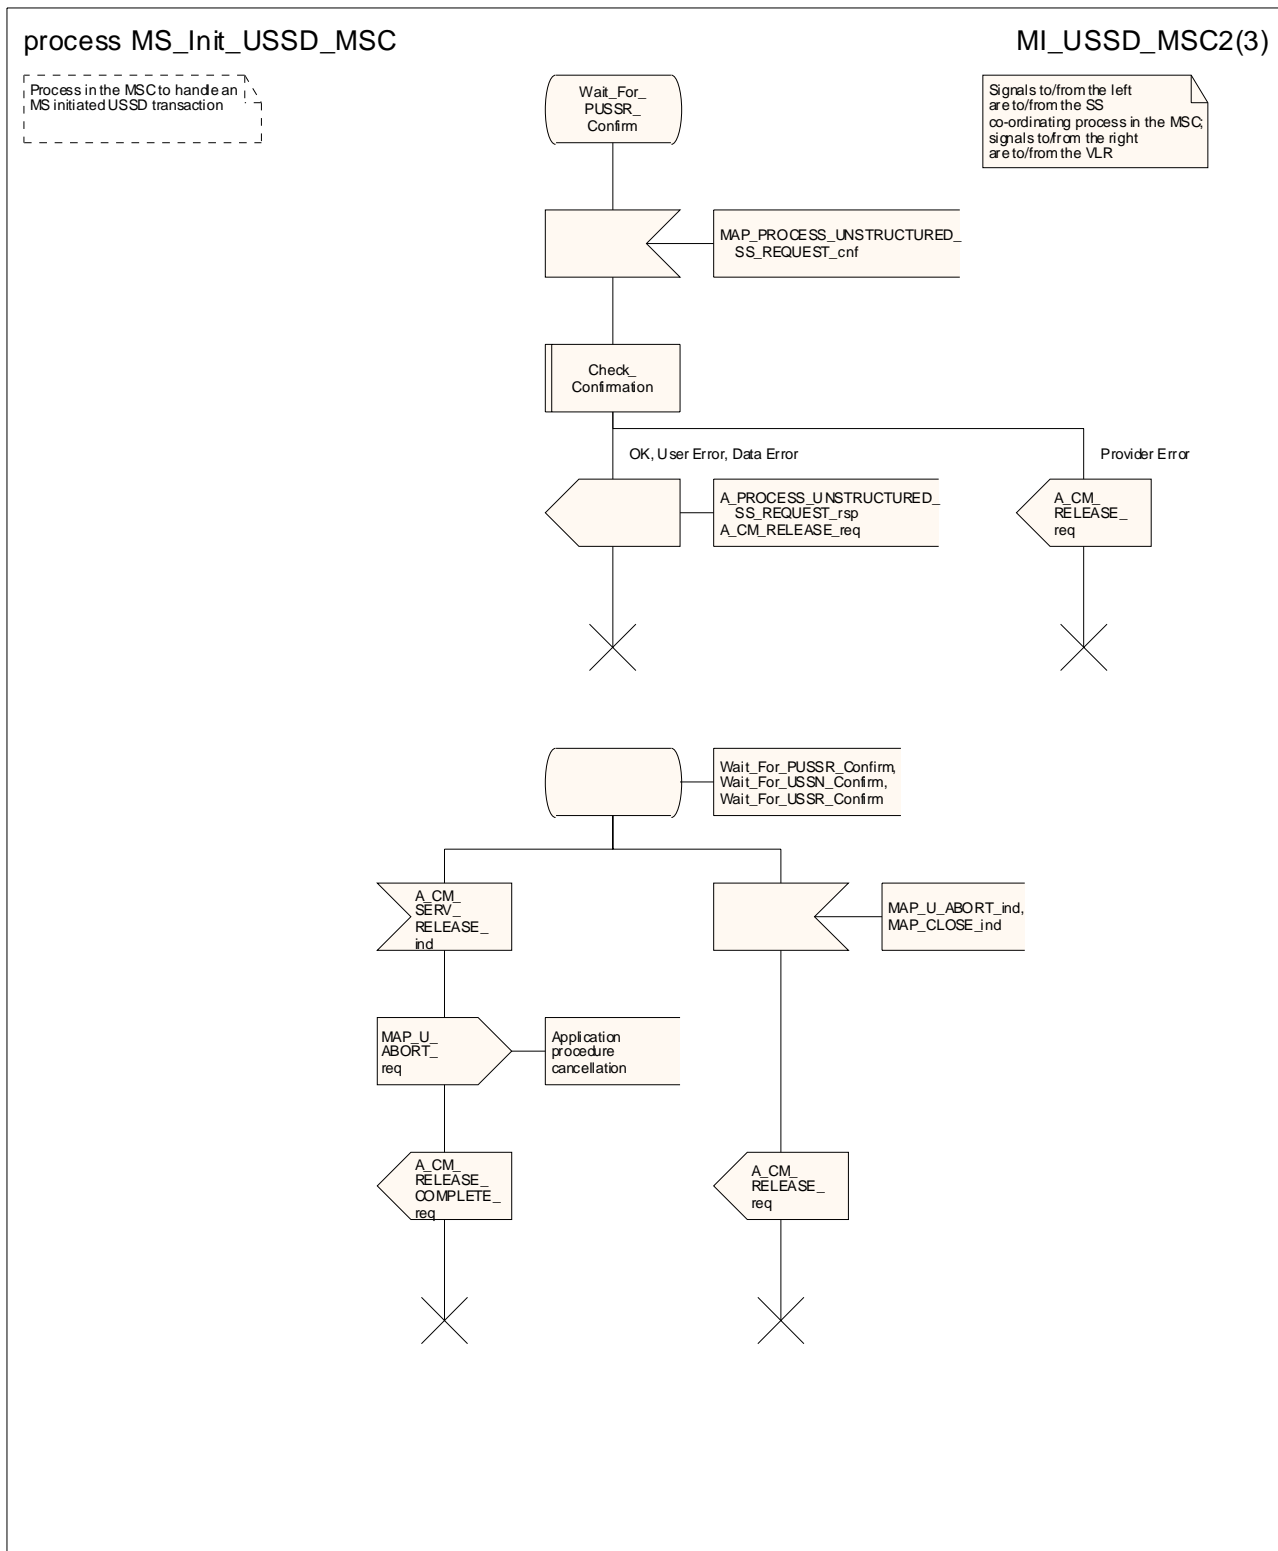 process MS_Init_USSD_MSC
MI_USSD_MSC2(3)
Process in the MSC to handle an
MS initiated USSD transaction
Wait_For_
PUSSR_
Confirm
Signals to/from the left
are to/from the SS
co-ordinating process in the MSC;
signals to/from the right
are to/from the VLR
MAP_PROCESS_UNSTRUCTURED_
SS_REQUEST_cnf
Check_
Confirmation
OK, User Error, Data Error
Provider Error
A_PROCESS_UNSTRUCTURED_
SS_REQUEST_rsp
A_CM_RELEASE_req
A_CM_
RELEASE_
req
Wait_For_PUSSR_Confirm,
Wait_For_USSN_Confirm,
Wait_For_USSR_Confirm
A_CM_
SERV_
RELEASE_
ind
MAP_U_ABORT_ind,
MAP_CLOSE_ind
MAP_U_
ABORT_
req
Application
procedure
cancellation
A_CM_
RELEASE_
COMPLETE_
req
A_CM_
RELEASE_
req